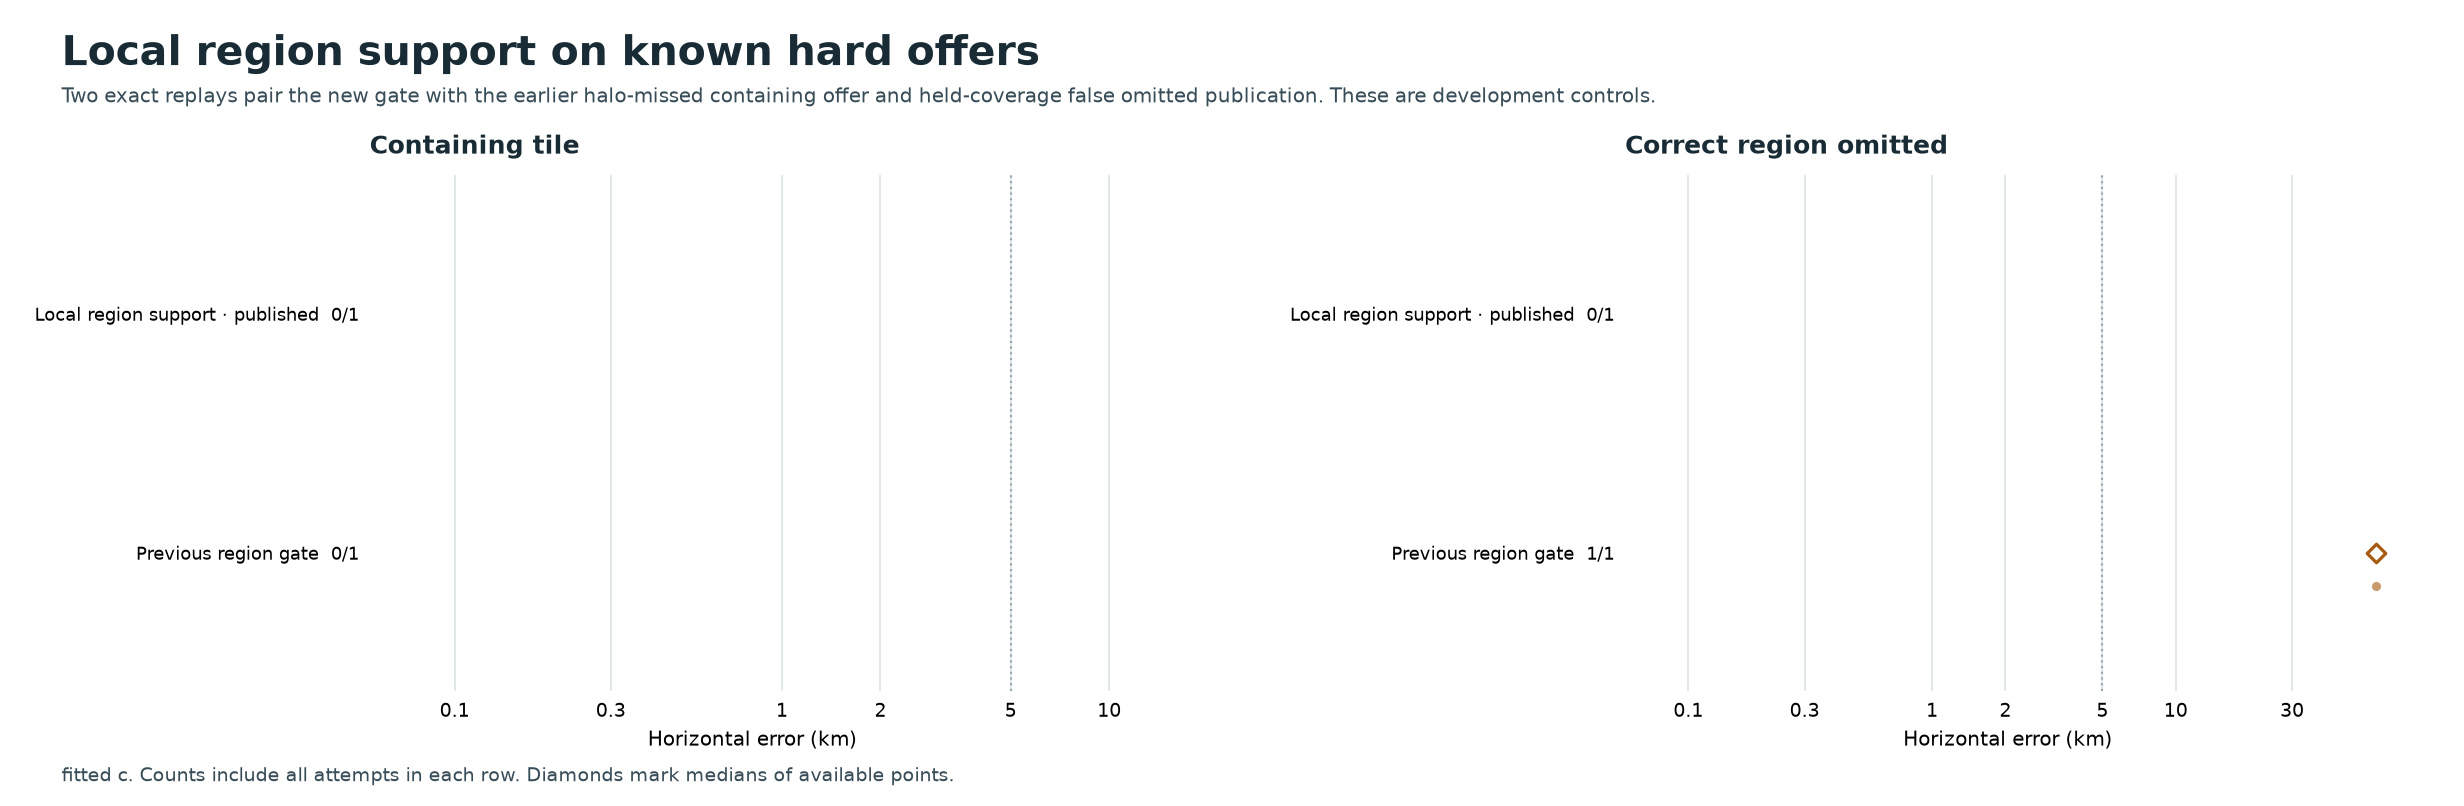 Local region support on known hard offers
Two exact replays pair the new gate with the earlier halo-missed containing offer and held-coverage false omitted publication. These are development controls.
Containing tile
Local region support · published 0/1
Previous region gate 0/1
0.1 0.3 1 2 5 10
Horizontal error (km)
Correct region omitted
Local region support · published 0/1
Previous region gate 1/1
0.1 0.3 1 2 5 10 30
Horizontal error (km)
fitted c. Counts include all attempts in each row. Diamonds mark medians of available points.